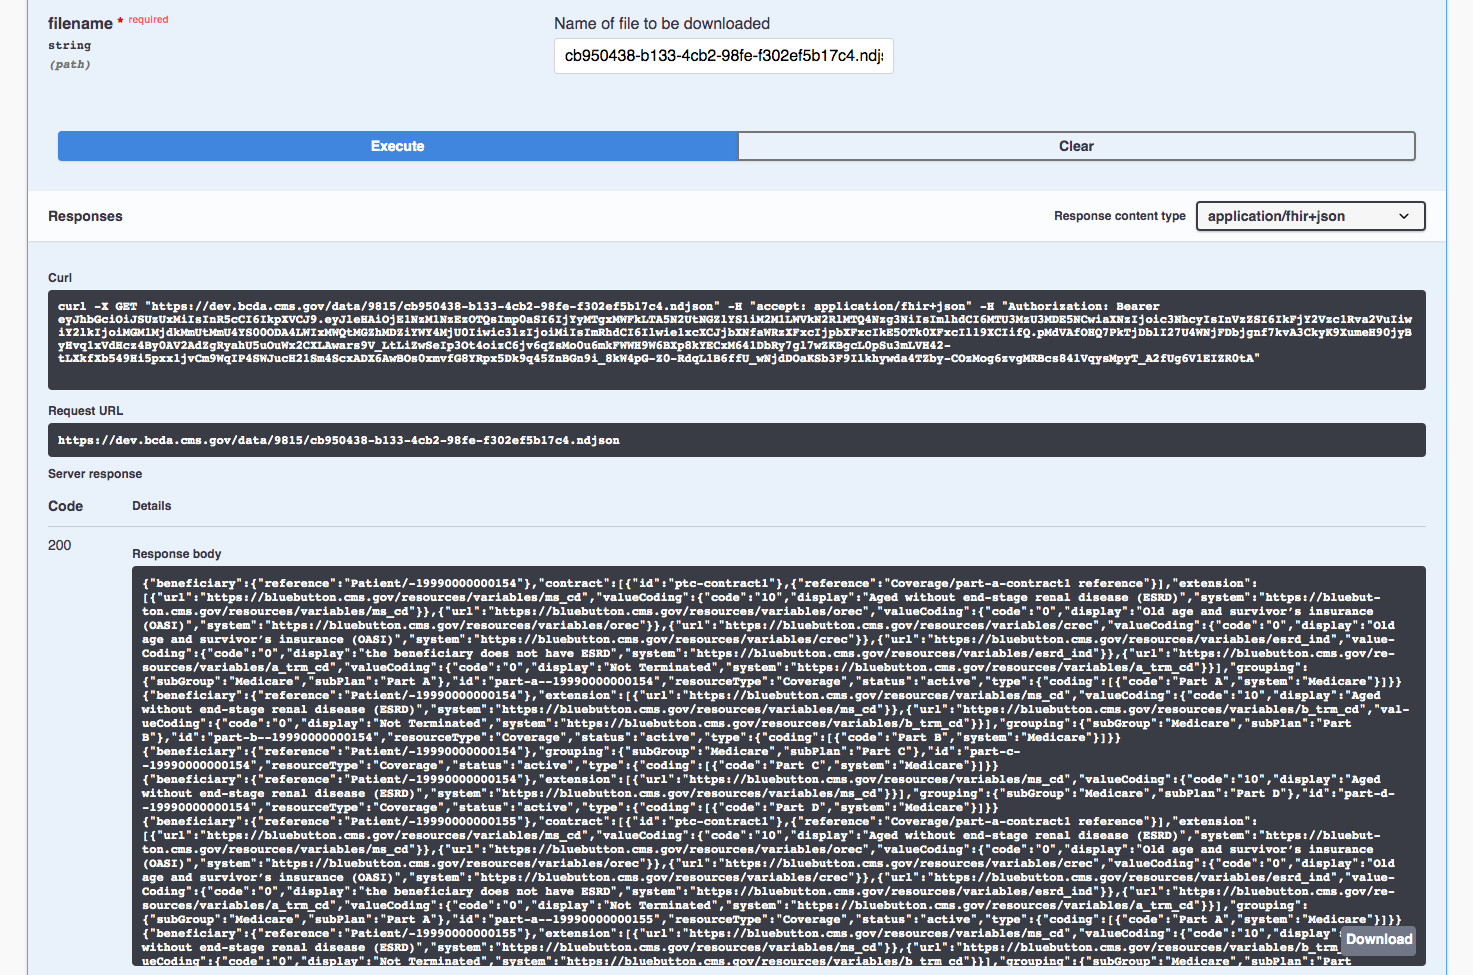 filename * required
string
(path)
Name of file to be downloaded
cb950438-b133-4cb2-98fe-f302ef5b17c4.ndjs
Execute
Clear
Responses
Response content type
application/fhir+json
Curl
curl -X GET "https://dev.bcda.cms.gov/data/9815/cb950438-b133-4cb2-98fe-f302ef5b17c4.ndjson" -H "accept: application/fhir+json" -H "Authorization: Bearer
Request URL
https://dev.bcda.cms.gov/data/9815/cb950438-b133-4cb2-98fe-f302ef5b17c4.ndjson
Server response
Code
Details
200
Response body
{"beneficiary":{"reference":"Patient/-19990000000154"},"contract":[{"id":"ptc-contract1"},{"reference":"Coverage/part-a-contract1 reference"}],"extension":
[{"url":"https://bluebutton.cms.gov/resources/variables/ms_cd","valueCoding":{"code":"10","display":"Aged without end-stage renal disease (ESRD)","system":"https://bluebut-
ton.cms.gov/resources/variables/ms_cd"}},{"url":"https://bluebutton.cms.gov/resources/variables/orec","valueCoding":{"code":"0","display":"Old age and survivor’s insurance
(OASI)","system":"https://bluebutton.cms.gov/resources/variables/orec"}},{"url":"https://bluebutton.cms.gov/resources/variables/crec","valueCoding":{"code":"0","display":"Old
age and survivor’s insurance (OASI)","system":"https://bluebutton.cms.gov/resources/variables/crec"}},{"url":"https://bluebutton.cms.gov/resources/variables/esrd_ind","value-
Coding":{"code":"0","display":"the beneficiary does not have ESRD","system":"https://bluebutton.cms.gov/resources/variables/esrd_ind"}},{"url":"https://bluebutton.cms.gov/re-
sources/variables/a_trm_cd","valueCoding":{"code":"0","display":"Not Terminated","system":"https://bluebutton.cms.gov/resources/variables/a_trm_cd"}}],"grouping":
{"subGroup":"Medicare","subPlan":"Part A"},"id":"part-a--19990000000154","resourceType":"Coverage","status":"active","type":{"coding":[{"code":"Part A","system":"Medicare"}]}}
{"beneficiary":{"reference":"Patient/-19990000000154"},"extension":[{"url":"https://bluebutton.cms.gov/resources/variables/ms_cd","valueCoding":{"code":"10","display":"Aged
without end-stage renal disease (ESRD)","system":"https://bluebutton.cms.gov/resources/variables/ms_cd"}},{"url":"https://bluebutton.cms.gov/resources/variables/b_trm_cd","val-
ueCoding":{"code":"0","display":"Not Terminated","system":"https://bluebutton.cms.gov/resources/variables/b_trm_cd"}}],"grouping":{"subGroup":"Medicare","subPlan":"Part
B"},"id":"part-b--19990000000154","resourceType":"Coverage","status":"active","type":{"coding":[{"code":"Part B","system":"Medicare"}]}}
{"beneficiary":{"reference":"Patient/-19990000000154"},"grouping":{"subGroup":"Medicare","subPlan":"Part C"},"id":"part-c-
-19990000000154","resourceType":"Coverage","status":"active","type":{"coding":[{"code":"Part C","system":"Medicare"}]}}
{"beneficiary":{"reference":"Patient/-19990000000154"},"extension":[{"url":"https://bluebutton.cms.gov/resources/variables/ms_cd","valueCoding":{"code":"10","display":"Aged
without end-stage renal disease (ESRD)","system":"https://bluebutton.cms.gov/resources/variables/ms_cd"}}],"grouping":{"subGroup":"Medicare","subPlan":"Part D"},"id":"part-d-
-19990000000154","resourceType":"Coverage","status":"active","type":{"coding":[{"code":"Part D","system":"Medicare"}]}}
{"beneficiary":{"reference":"Patient/-19990000000155"},"contract":[{"id":"ptc-contract1"},{"reference":"Coverage/part-a-contract1 reference"}],"extension":
[{"url":"https://bluebutton.cms.gov/resources/variables/ms_cd","valueCoding":{"code":"10","display":"Aged without end-stage renal disease (ESRD)","system":"https://bluebut-
ton.cms.gov/resources/variables/ms_cd"}},{"url":"https://bluebutton.cms.gov/resources/variables/orec","valueCoding":{"code":"0","display":"Old age and survivor’s insurance
(OASI)","system":"https://bluebutton.cms.gov/resources/variables/orec"}},{"url":"https://bluebutton.cms.gov/resources/variables/crec","valueCoding":{"code":"0","display":"Old
age and survivor’s insurance (OASI)","system":"https://bluebutton.cms.gov/resources/variables/crec"}},{"url":"https://bluebutton.cms.gov/resources/variables/esrd_ind","value-
Coding":{"code":"0","display":"the beneficiary does not have ESRD","system":"https://bluebutton.cms.gov/resources/variables/esrd_ind"}},{"url":"https://bluebutton.cms.gov/re-
sources/variables/a_trm_cd","valueCoding":{"code":"0","display":"Not Terminated","system":"https://bluebutton.cms.gov/resources/variables/a_trm_cd"}}],"grouping":
{"subGroup":"Medicare","subPlan":"Part A"},"id":"part-a--19990000000155","resourceType":"Coverage","status":"active","type":{"coding":[{"code":"Part A","system":"Medicare"}]}}
{"beneficiary":{"reference":"Patient/-19990000000155"},"extension":[{"url":"https://bluebutton.cms.gov/resources/variables/ms_cd","valueCoding":{"code":"10","display"
without end-stage renal disease (ESRD)","system":"https://bluebutton.cms.gov/resources/variables/ms_cd"}},{"url":"https://bluebutton.cms.gov/resources/variables/b_trm
ueCoding":{"code":"0","display":"Not Terminated","system":"https://bluebutton.cms.gov/resources/variables/b_trm_cd"}}],"grouping":{"subGroup":"Medicare","subPlan":"Part
Download